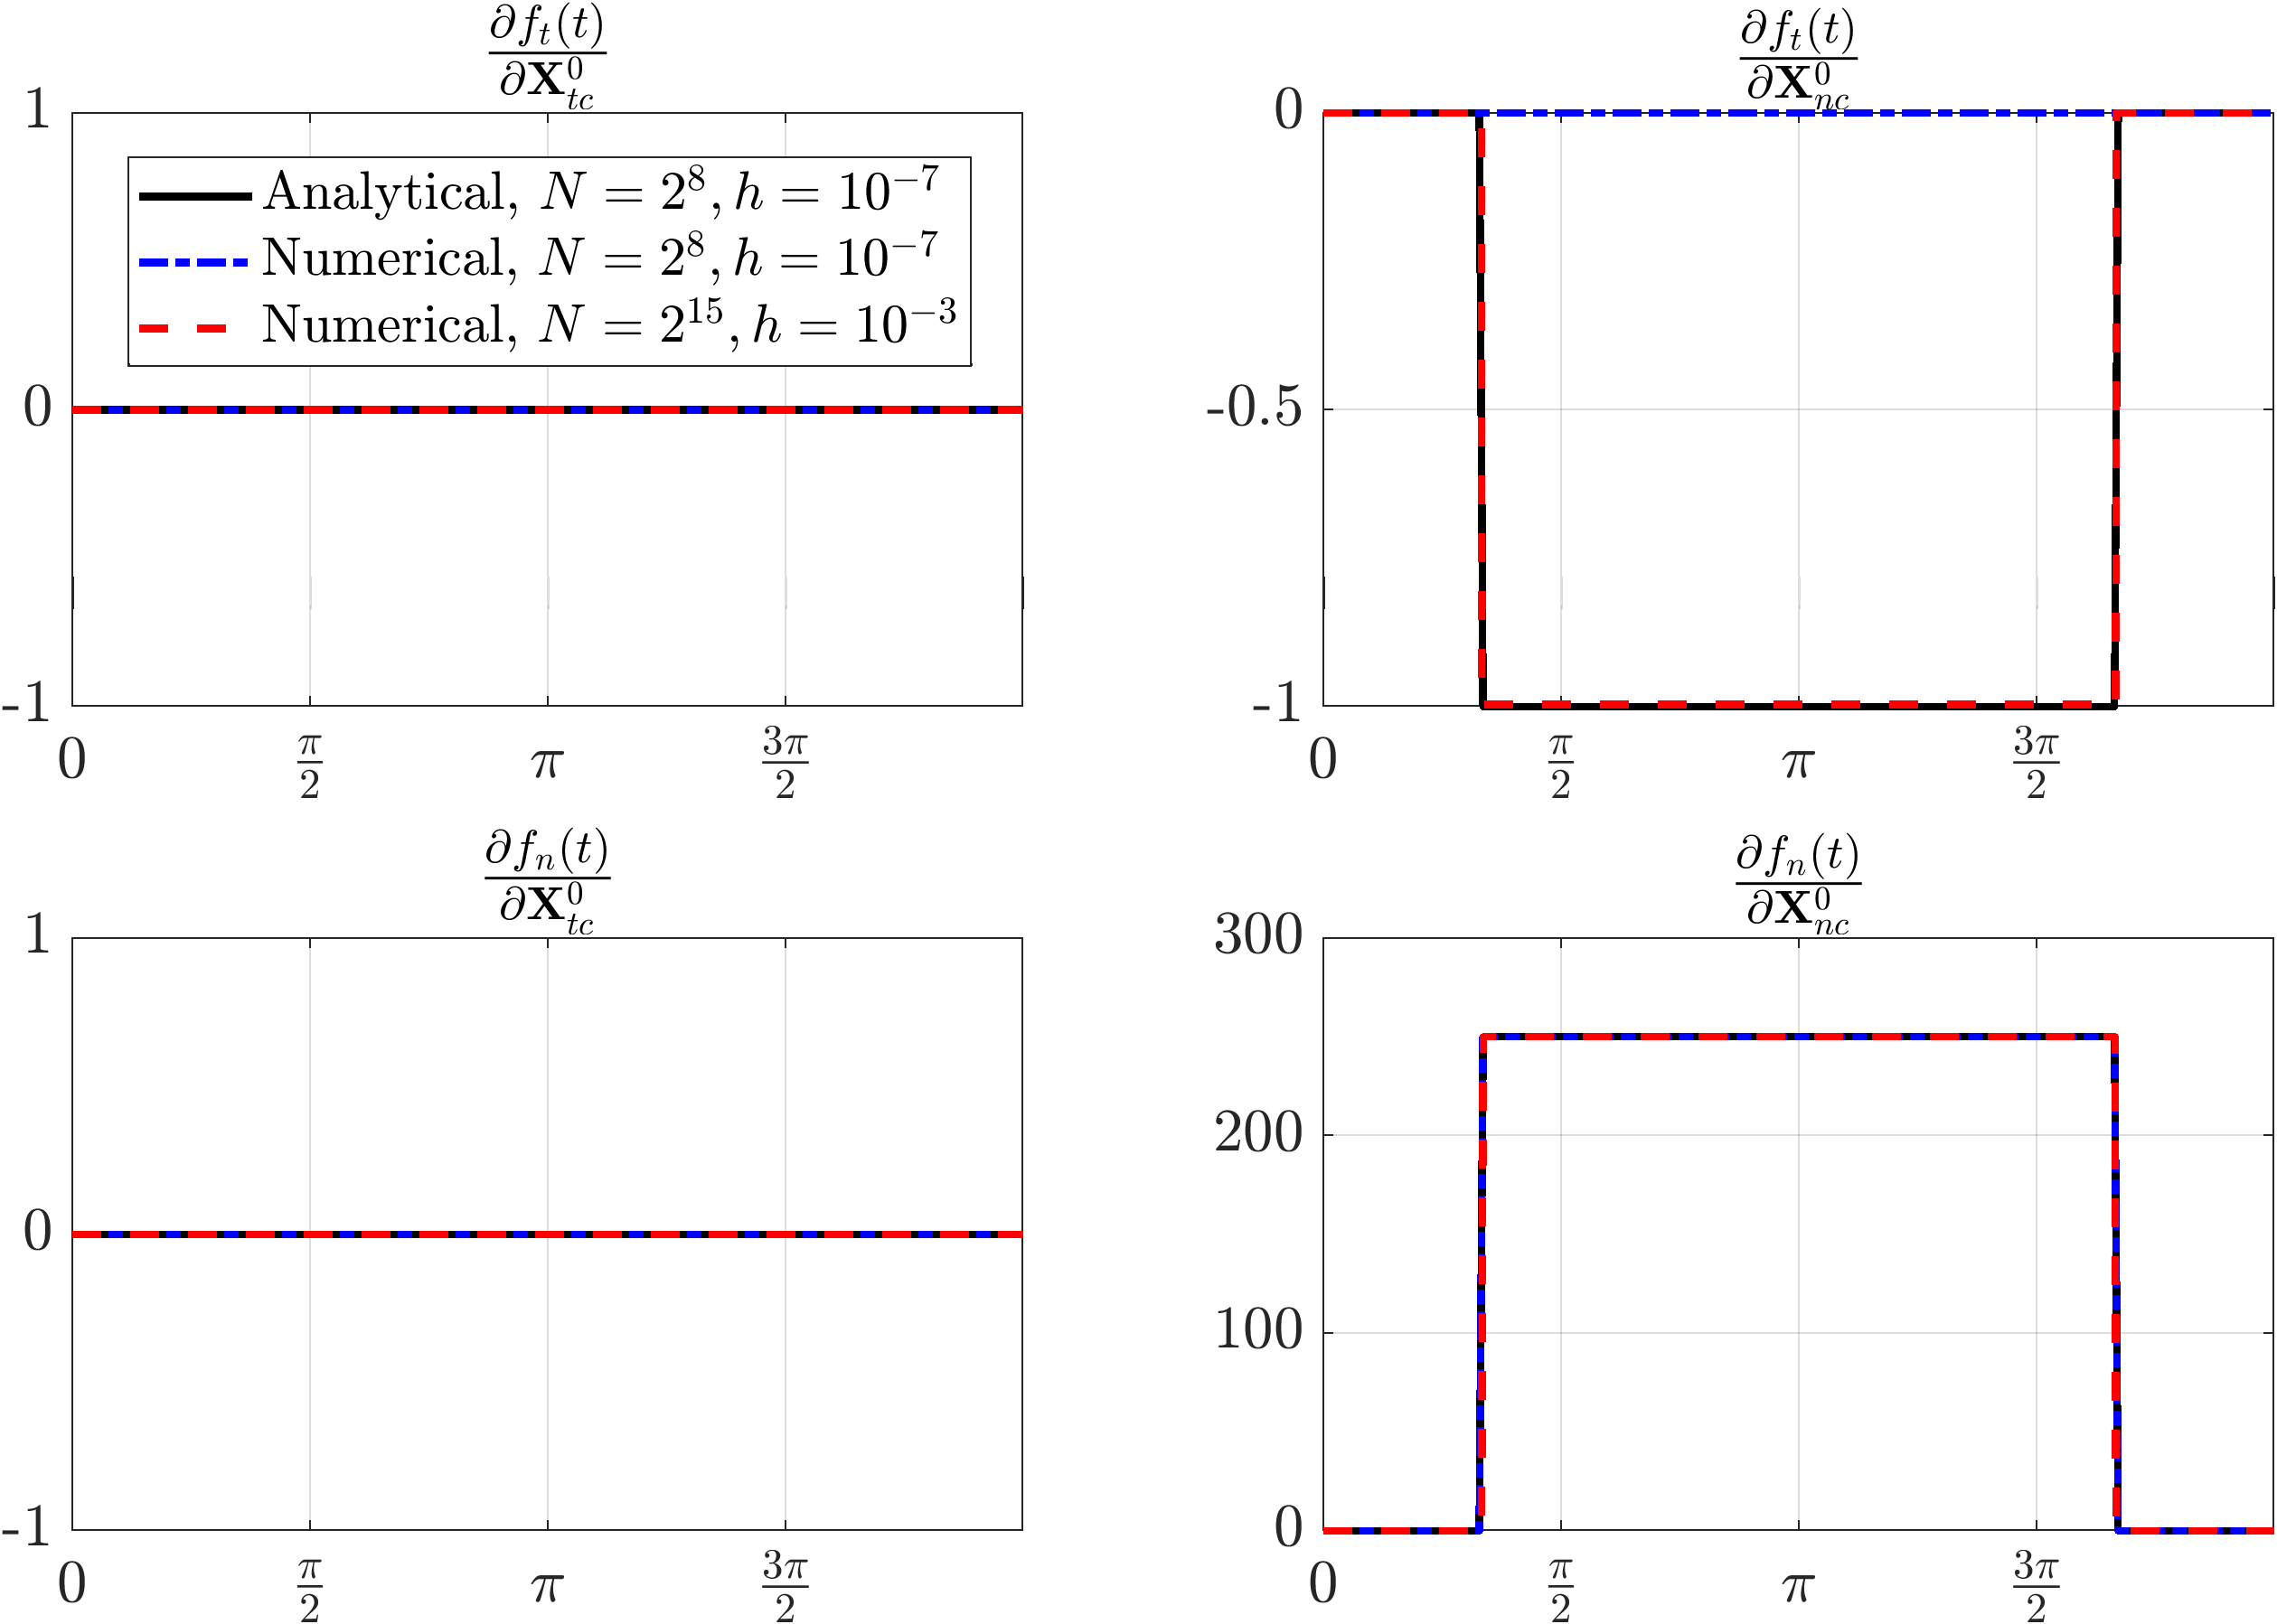 ∂f_t(t)/∂X^0_tc
1
Analytical, N = 2^8, h = 10^−7
Numerical, N = 2^8, h = 10^−7
Numerical, N = 2^15, h = 10^−3
0
-1
0 π/2 π 3π/2
∂f_t(t)/∂X^0_nc
0
-0.5
-1
0 π/2 π 3π/2
∂f_n(t)/∂X^0_tc
1
0
-1
0 π/2 π 3π/2
∂f_n(t)/∂X^0_nc
300
200
100
0
0 π/2 π 3π/2